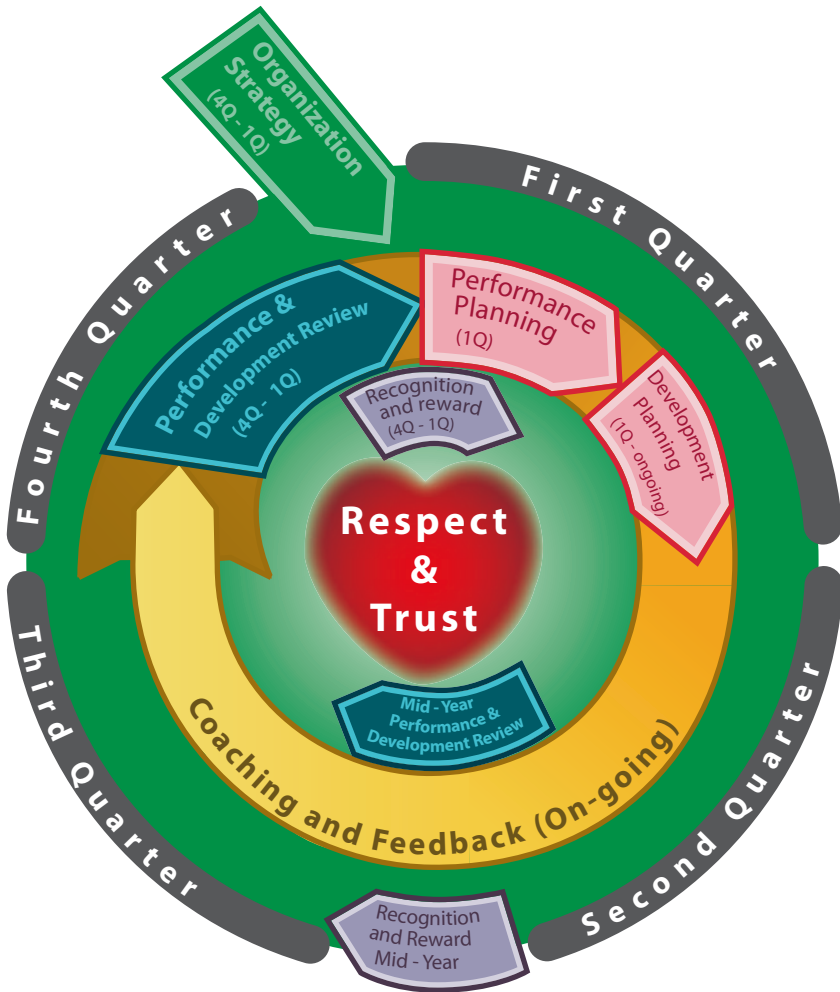 Organization
Strategy
(4Q - 1Q)
First Quarter
Fourth Quarter
Performance
Planning
(1Q)
Performance &
Development Review
(4Q - 1Q)
Development
Planning
(1Q - ongoing)
Recognition
and reward
(4Q - 1Q)
Respect
&
Trust
Mid - Year
Performance &
Development Review
Coaching and Feedback (On-going)
Third Quarter
Second Quarter
Recognition
and Reward
Mid - Year